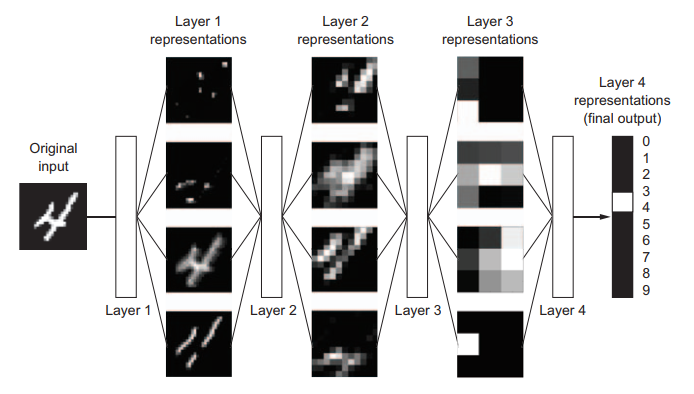 Layer 1
representations
Layer 2
representations
Layer 3
representations
Layer 4
representations
(final output)
Original
input
0
1
2
3
4
5
6
7
8
9
Layer 1
Layer 2
Layer 3
Layer 4